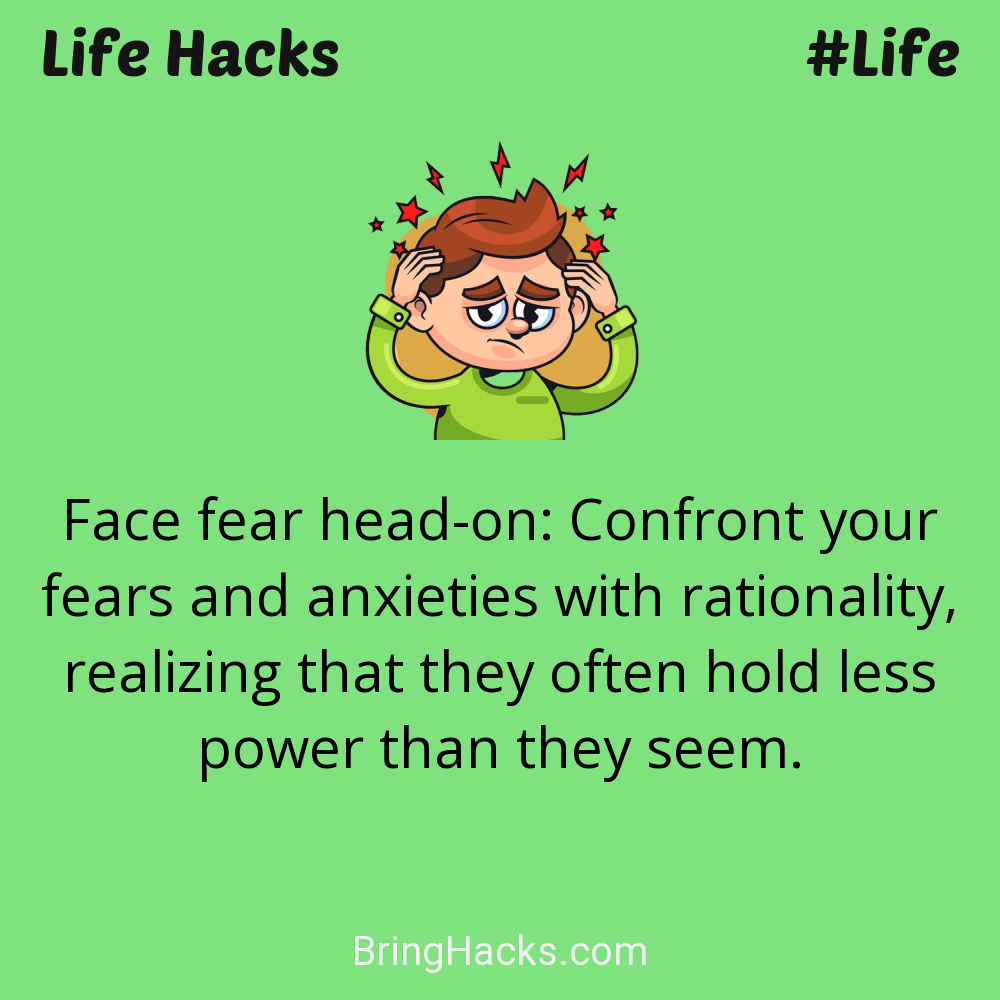 Life Hacks
#Life
Face fear head-on: Confront your
fears and anxieties with rationality,
realizing that they often hold less
power than they seem.
BringHacks.com